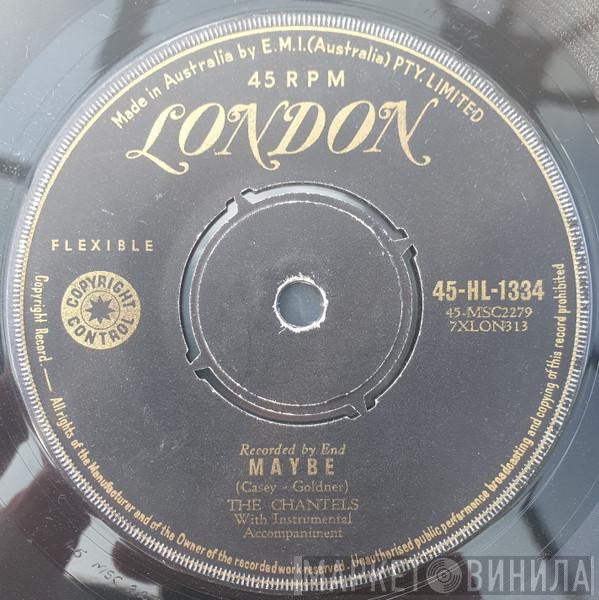 Made in Australia by E.M.I.(Australia) PTY. LIMITED
45 RPM
LONDON
FLEXIBLE
COPYRIGHT CONTROL
45-HL-1334
45-MSC2279
7XLON313
Recorded by End
MAYBE
(Casey - Goldner)
THE CHANTELS
With Instrumental
Accompaniment
Copyright Record. — All rights of the Manufacturer and of the Owner of the recorded work reserved. Unauthorised public performance broadcasting and copying of this record prohibited
МАРКЕТ ВИНИЛА